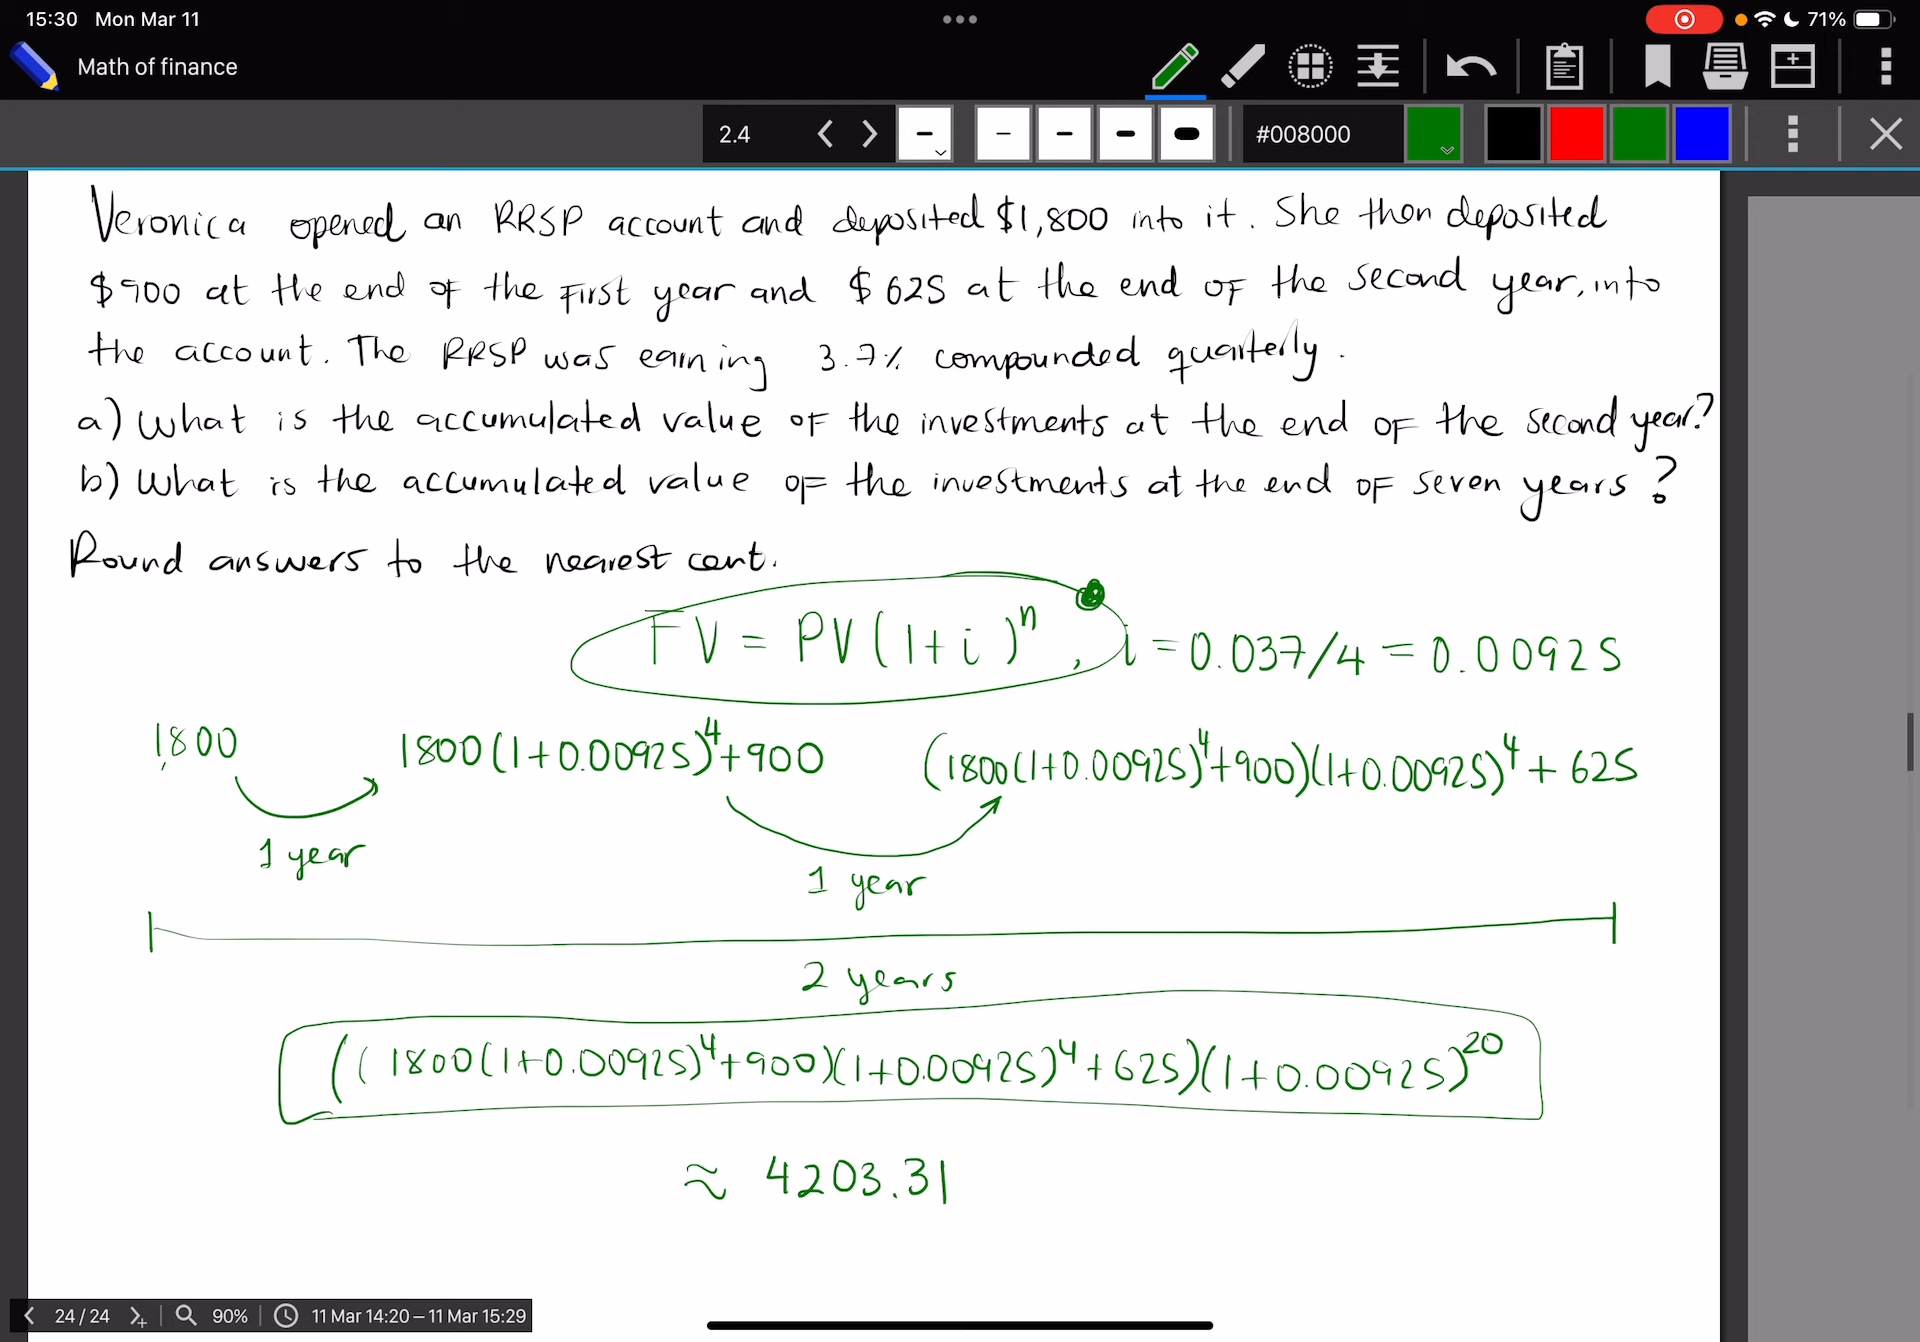 15:30 Mon Mar 11
71%
Math of finance
2.4
#008000
Veronica opened an RRSP account and deposited $1,800 into it. She then deposited
$900 at the end of the first year and $625 at the end of the second year, into
the account. The RRSP was earning 3.7% compounded quarterly.
a) What is the accumulated value of the investments at the end of the second year?
b) What is the accumulated value of the investments at the end of seven years?
Round answers to the nearest cent.
FV = PV(1+i)^n, i = 0.037/4 = 0.00925
1,800 1800(1+0.00925)^4+900 (1800(1+0.00925)^4+900)(1+0.00925)^4+625
1 year
1 year
2 years
((1800(1+0.00925)^4+900)(1+0.00925)^4+625)(1+0.00925)^20
≈ 4203.31
24 / 24 90% 11 Mar 14:20 – 11 Mar 15:29